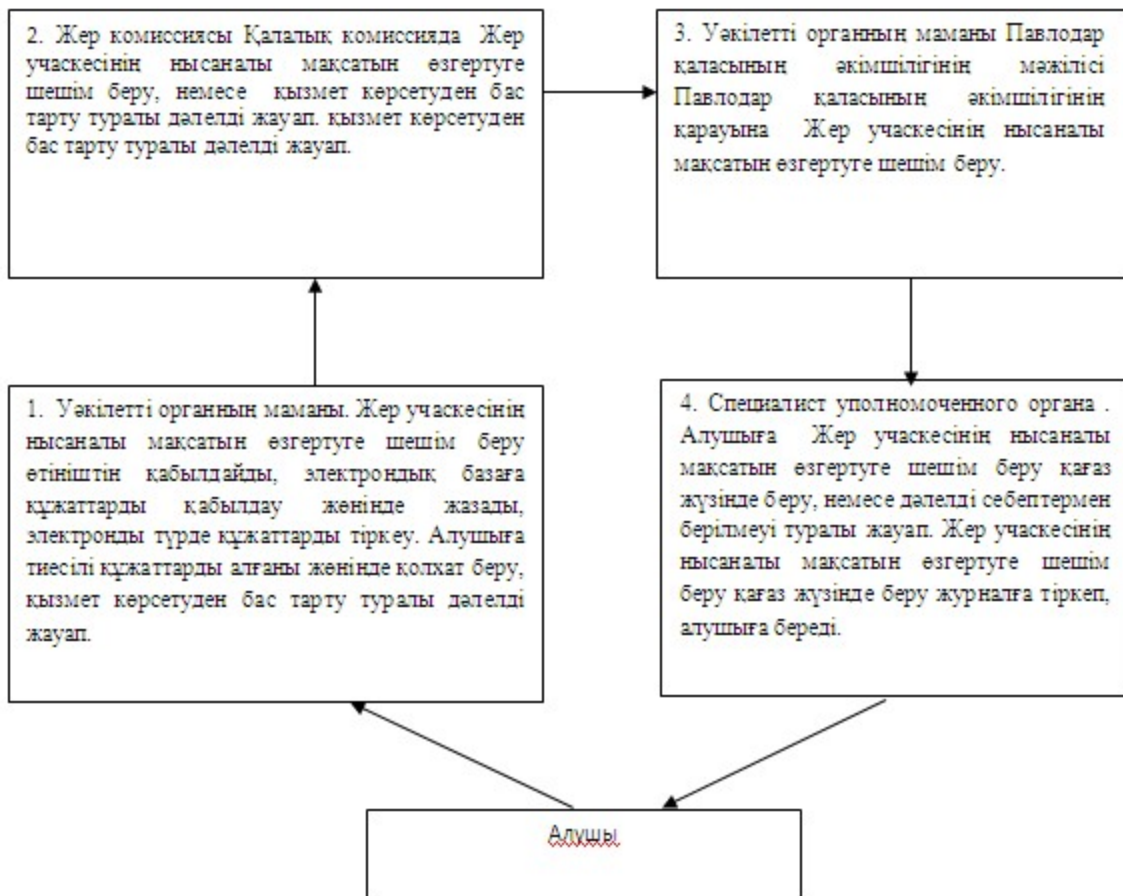 2. Жер комиссиясы Қалалық комиссияда Жер
учаскесінің нысаналы мақсатын өзгертуге
шешім беру, немесе қызмет көрсетуден бас
тарту туралы дәлелді жауап. қызмет көрсетуден
бас тарту туралы дәлелді жауап.
3. Уәкілетті органның маманы Павлодар
қаласының әкімшілігінің мәжілісі
Павлодар қаласының әкімшілігінің
қарауына Жер учаскесінің нысаналы
мақсатын өзгертуге шешім беру.
1. Уәкілетті органның маманы. Жер учаскесінің
нысаналы мақсатын өзгертуге шешім беру
өтініштін қабылдайды, электрондық базаға
құжаттарды қабылдау жөнінде жазады,
электронды түрде құжаттарды тіркеу. Алушыға
тиесілі құжаттарды алғаны жөнінде қолхат беру,
қызмет көрсетуден бас тарту туралы дәлелді
жауап.
4. Специалист уполномоченного органа .
Алушыға Жер учаскесінің нысаналы
мақсатын өзгертуге шешім беру қағаз
жүзінде беру, немесе дәлелді себептермен
берілмеуі туралы жауап. Жер учаскесінің
нысаналы мақсатын өзгертуге шешім
беру қағаз жүзінде беру журналға тіркеп,
алушыға береді.
Алушы